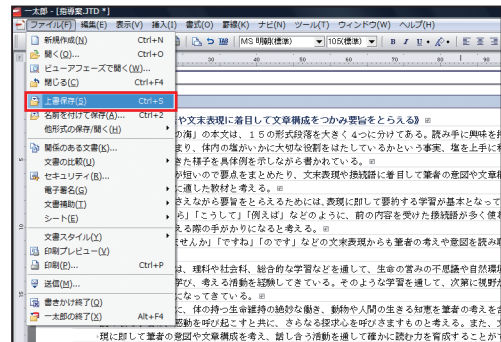 一太郎 - [指導案.JTD *]
ファイル(F) 編集(E) 表示(V) 挿入(I) 書式(O) 罫線(K) ナビ(N) ツール(T) ウィンドウ(W) ヘルプ(H)
新規作成(N) Ctrl+N
開く(O)... Ctrl+O
ビューアフェーズで開く(W)...
閉じる(C) Ctrl+F4
上書保存(S) Ctrl+S
名前を付けて保存(A)... Ctrl+2
他形式の保存/開く(H)
関係のある文書(K)...
文書の比較(U)
セキュリティ(R)...
電子署名(G)
文書補助(T)
シート(E)
文書スタイル(Y)
印刷プレビュー(V)
印刷(P)... Ctrl+P
送信(M)...
書きかけ終了(Q)
一太郎の終了(X) Alt+F4
MS 明朝(標準) 10.5(標準) B I U
30 40 50 60 70 80 90
や文末表現に着目して文章構成をつかみ要旨をとらえる》
の海」の本文は、１５の形式段落を大きく４つに分けてある。読み手に興味を持
まり、体内の塩がいかに大切な役割をはたしているかという事実、塩を上手に利
きた様子を具体例を示しながら書かれている。
が短いので要点をまとめたり、文末表現や接続語に着目して筆者の意図や文章構
に適した教材と考える。
さえながら要旨をとらえるためには、表現に即して要約する学習が基本となって
ら」「こうして」「例えば」などのように、前の内容を受けた接続語が多く使わ
える際の手がかりになると考える。
ませんか」「ですね」「のです」などの文末表現からも筆者の考えや意図を読み取
は、理科や社会科、総合的な学習などを通して、生命の営みの不思議や自然環境
学び、考える活動を経験してきている。そのような学習を通して、次第に視野が
になってきている。
に、体の持つ生命維持の絶妙な働き、動物や人間の生きる知恵を筆者の考えを
感動を呼び起こすと共に、さらなる探求心を呼びさますものと考える。また、文
現に即して筆者の意図や文章構成を考え、話し合う活動を通して確かに読む力を育成することがで